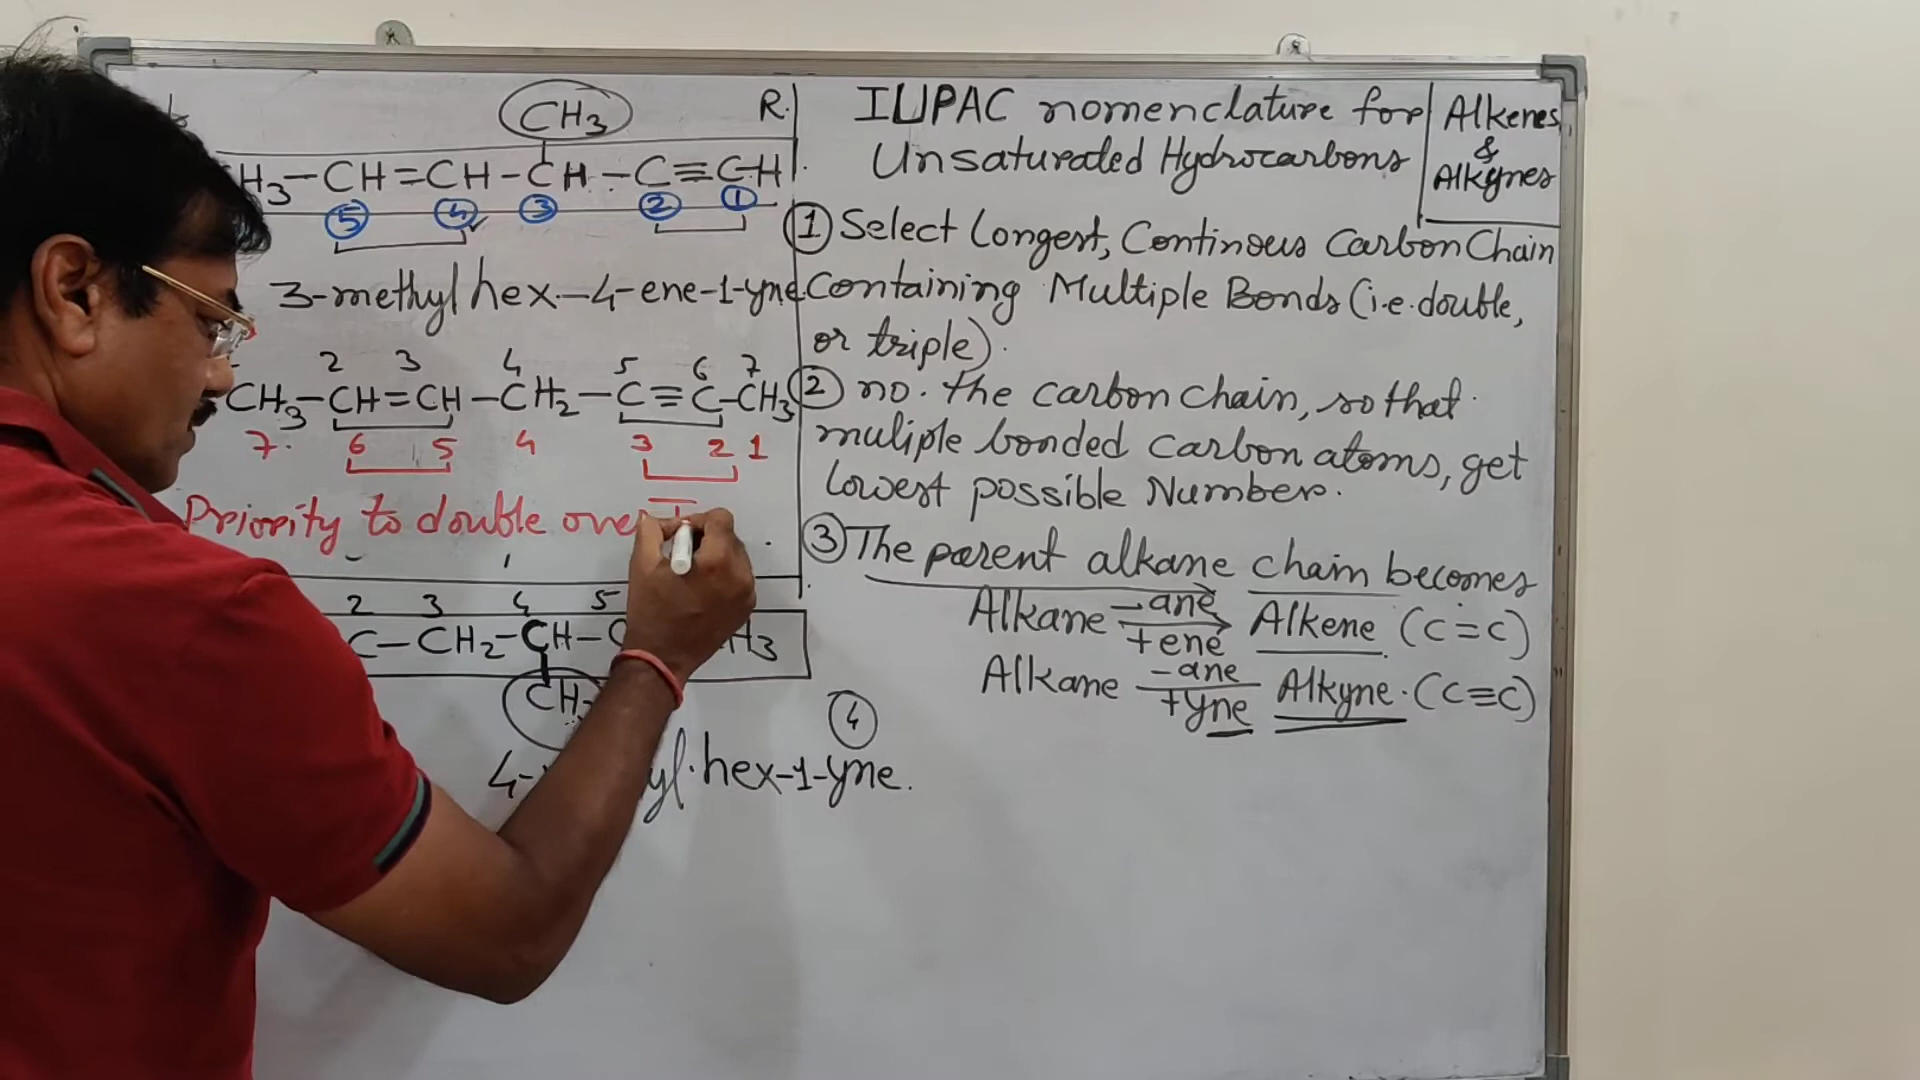 CH3 R.
H3-CH=CH-CH-C≡C-H
5 4 3 2 1
3-methyl hex-4-ene-1-yne
2 3 4 5 6 7
CH3-CH=CH-CH2-C≡C-CH3
7. 6 5 4 3 2 1
Priority to double over T
2 3 4 5
C-CH2-CH- H3
CH
4- yl hex-1-yne.
4
IUPAC nomenclature for
Unsaturated Hydrocarbons
Alkenes
&
Alkynes
1 Select Longest, Continous Carbon Chain
Containing Multiple Bonds (i.e. double,
or triple).
2 no. the carbon chain, so that
muliple bonded carbon atoms, get
lowest possible Number.
3 The parent alkane chain becomes
Alkane -ane +ene Alkene (C=C)
Alkane -ane +yne Alkyne. (C≡C)